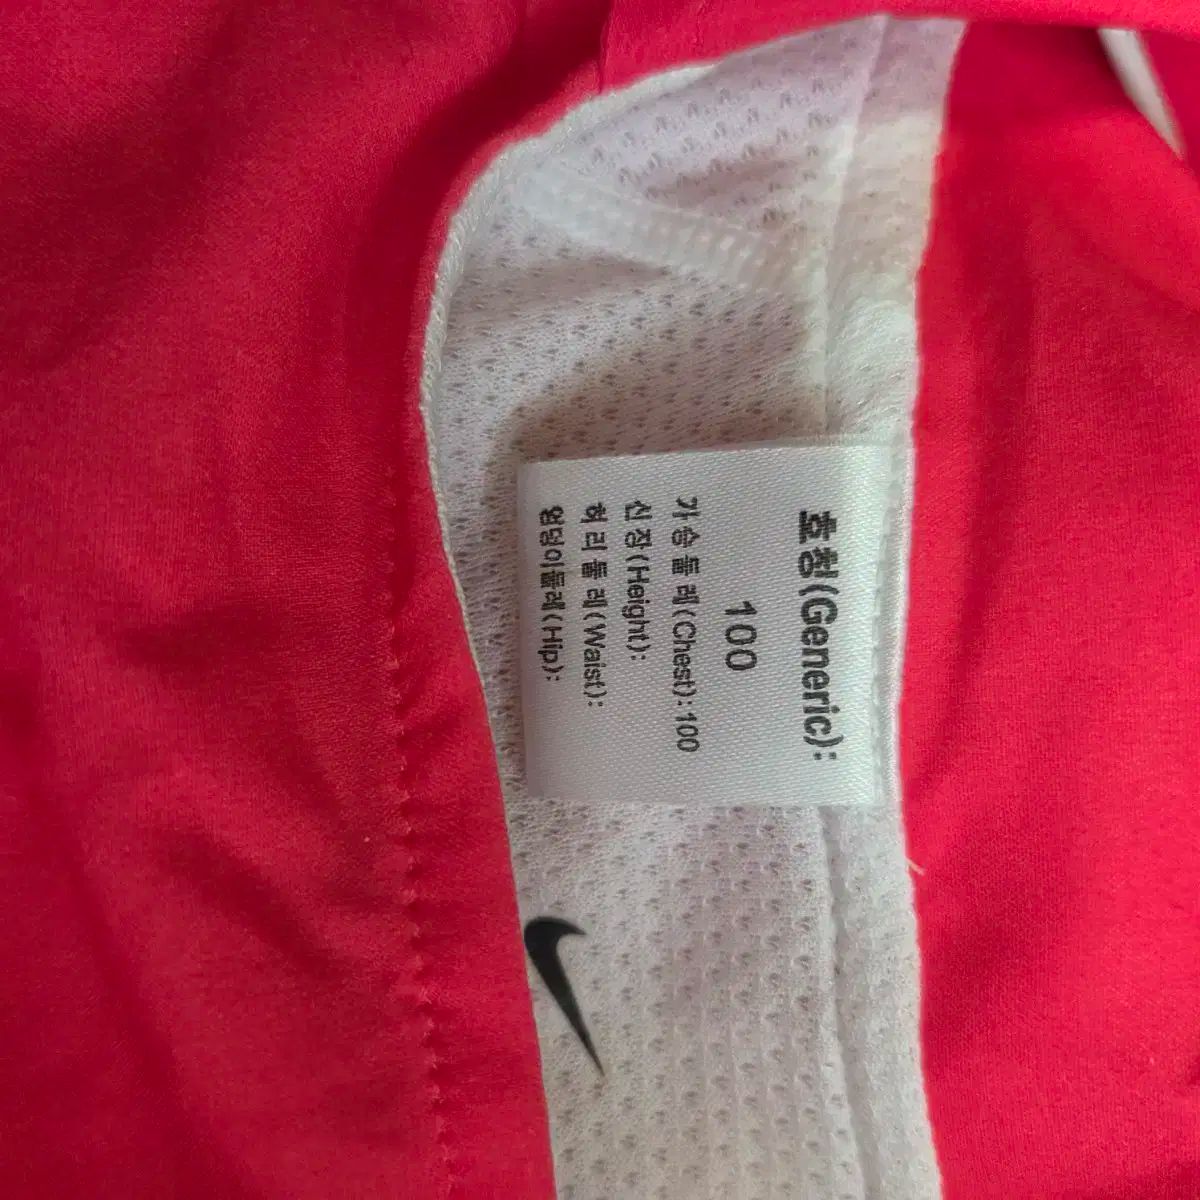 호칭(Generic):
100
가슴둘레(Chest):100
신장(Height):
허리둘레(Waist):
엉덩이둘레(Hip):